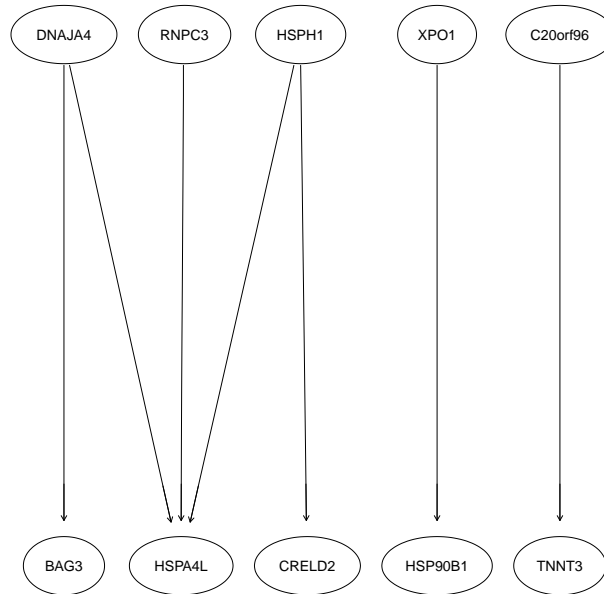 DNAJA4
RNPC3
HSPH1
XPO1
C20orf96
BAG3
HSPA4L
CRELD2
HSP90B1
TNNT3